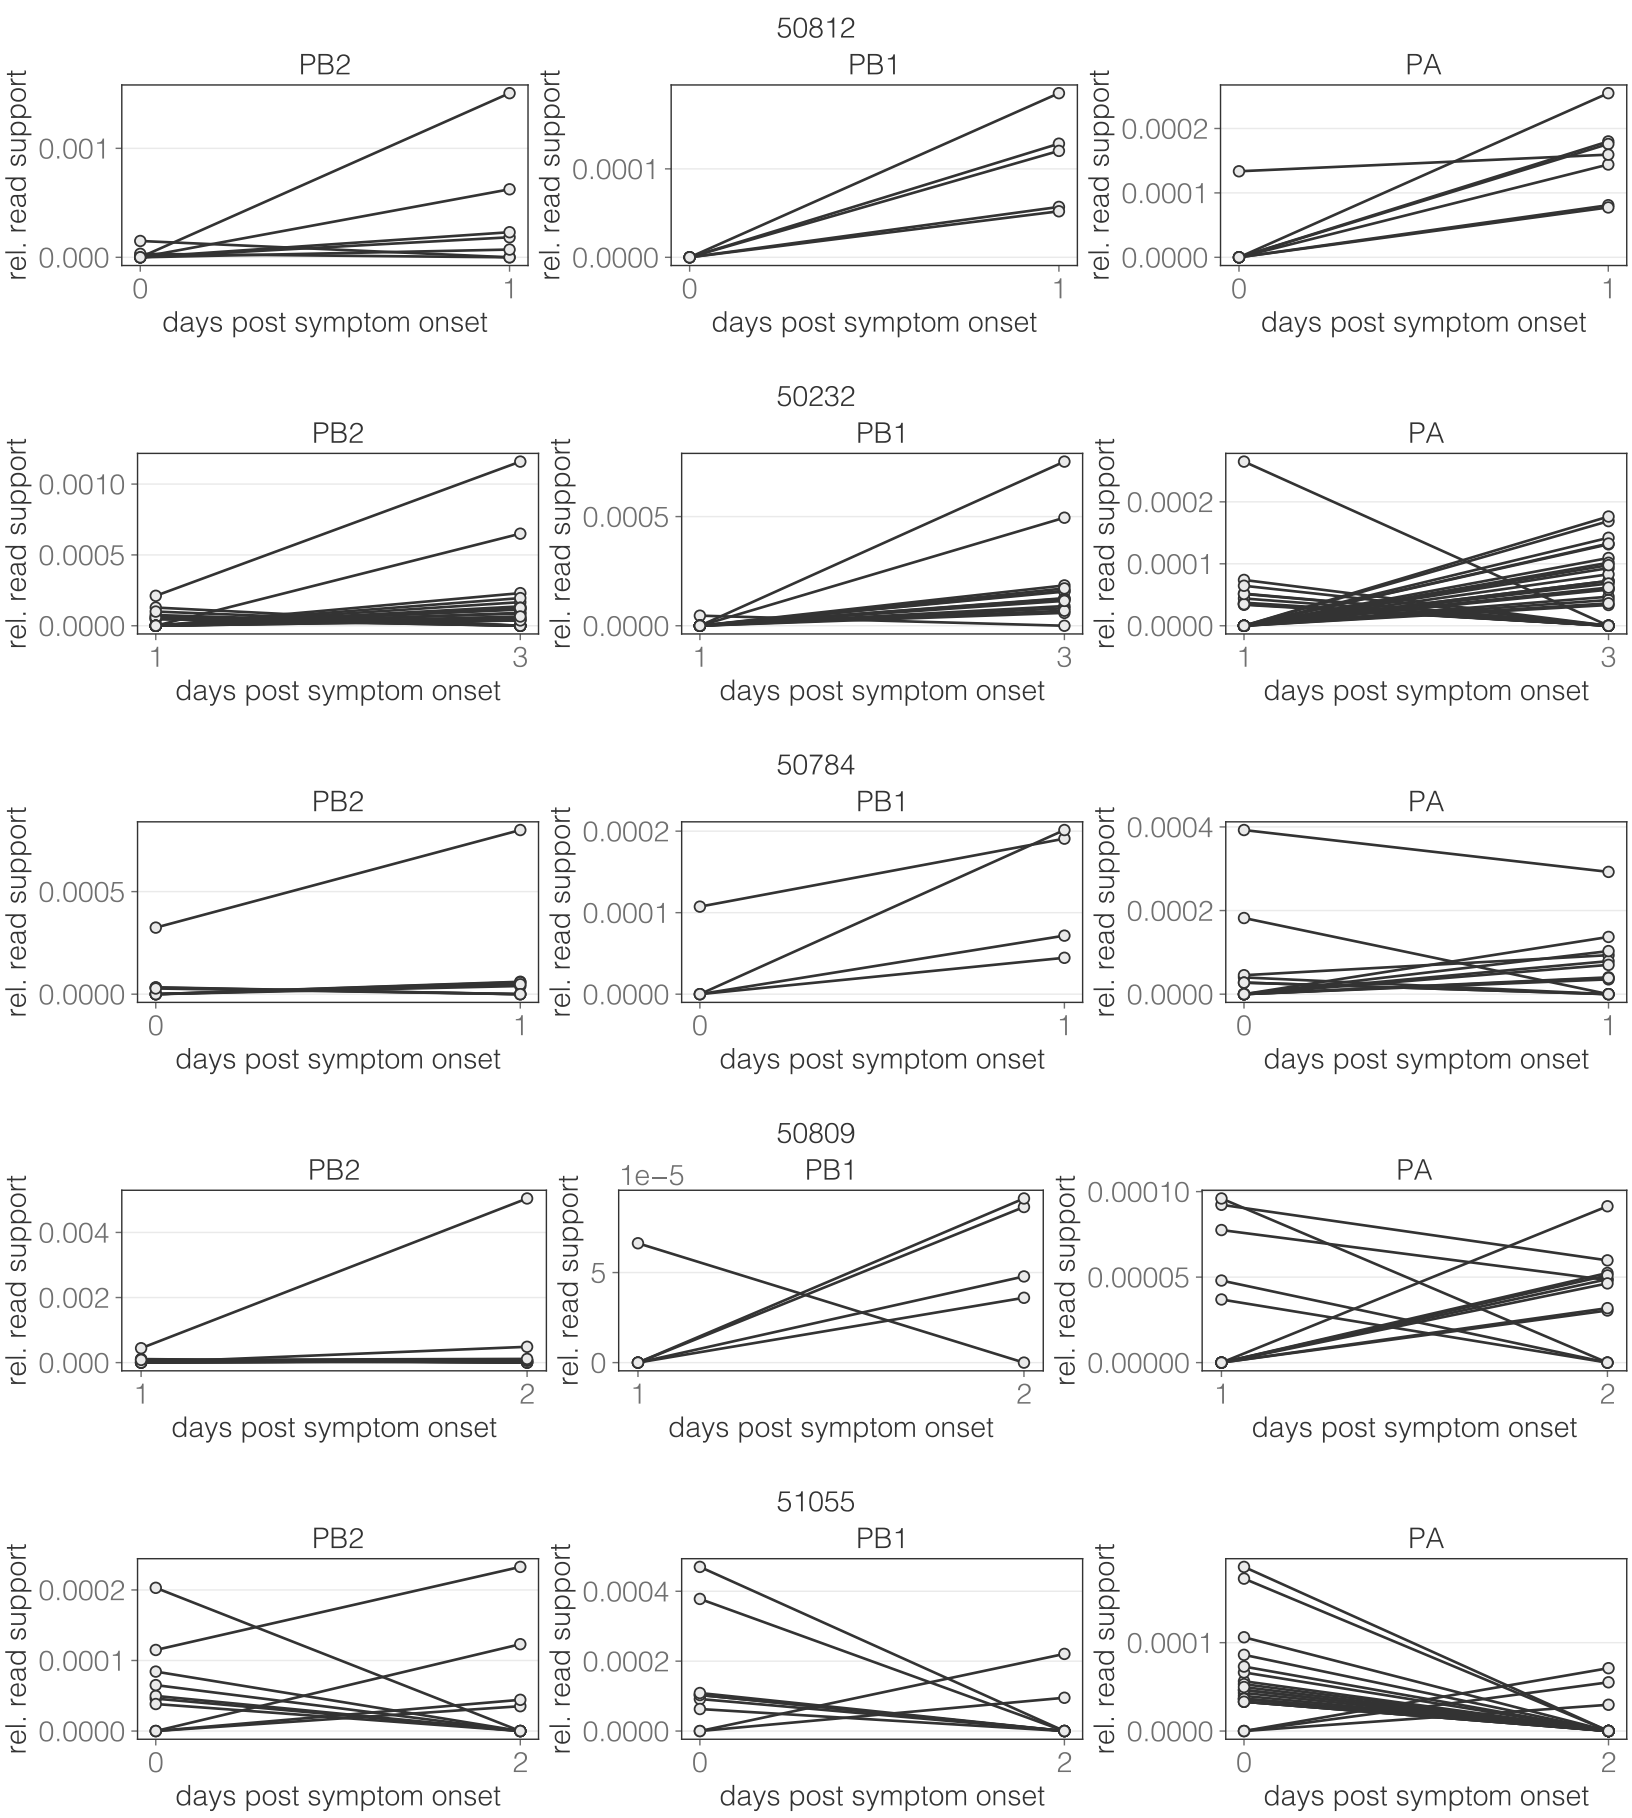 50812
PB2 PB1 PA
rel. read support 0.001 0.000
rel. read support 0.0001 0.0000
rel. read support 0.0002 0.0001 0.0000
0 1 0 1 0 1
days post symptom onset days post symptom onset days post symptom onset
50232
PB2 PB1 PA
rel. read support 0.0010 0.0005 0.0000
rel. read support 0.0005 0.0000
rel. read support 0.0002 0.0001 0.0000
1 3 1 3 1 3
days post symptom onset days post symptom onset days post symptom onset
50784
PB2 PB1 PA
rel. read support 0.0005 0.0000
rel. read support 0.0002 0.0001 0.0000
rel. read support 0.0004 0.0002 0.0000
0 1 0 1 0 1
days post symptom onset days post symptom onset days post symptom onset
50809
PB2 1e−5 PB1 PA
rel. read support 0.004 0.002 0.000
rel. read support 5 0
rel. read support 0.00010 0.00005 0.00000
1 2 1 2 1 2
days post symptom onset days post symptom onset days post symptom onset
51055
PB2 PB1 PA
rel. read support 0.0002 0.0001 0.0000
rel. read support 0.0004 0.0002 0.0000
rel. read support 0.0001 0.0000
0 2 0 2 0 2
days post symptom onset days post symptom onset days post symptom onset